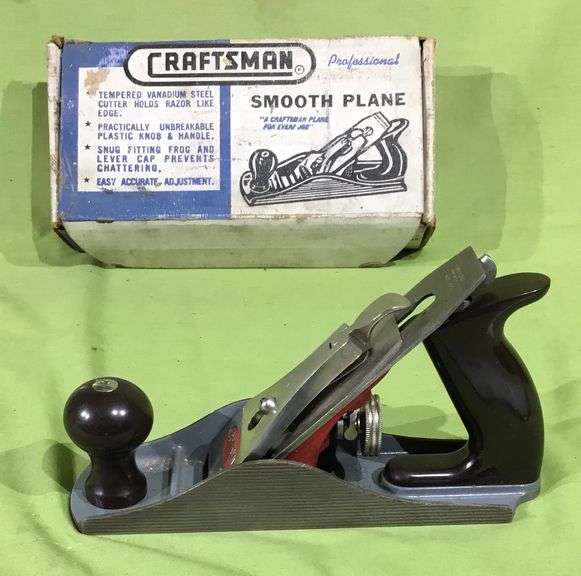 CRAFTSMAN
Professional
★ TEMPERED VANADIUM STEEL
CUTTER HOLDS RAZOR LIKE
EDGE.
★ PRACTICALLY UNBREAKABLE
PLASTIC KNOB & HANDLE.
★ SNUG FITTING FROG AND
LEVER CAP PREVENTS
CHATTERING.
★ EASY ACCURATE ADJUSTMENT.
SMOOTH PLANE
"A CRAFTSMAN PLANE
FOR EVERY JOB"